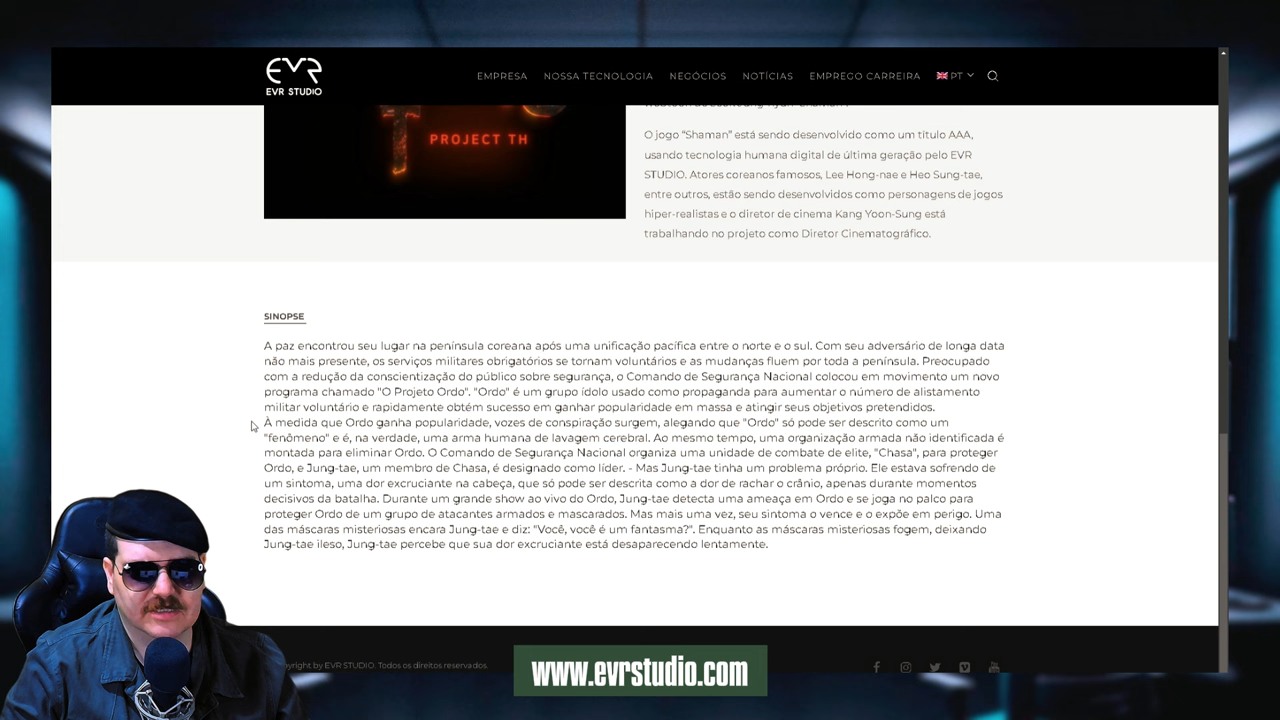 EVR STUDIO
EMPRESA NOSSA TECNOLOGIA NEGÓCIOS NOTÍCIAS EMPREGO CARREIRA PT
PROJECT TH
O jogo “Shaman” está sendo desenvolvido como um título AAA,
usando tecnologia humana digital de última geração pelo EVR
STUDIO. Atores coreanos famosos, Lee Hong-nae e Heo Sung-tae,
entre outros, estão sendo desenvolvidos como personagens de jogos
hiper-realistas e o diretor de cinema Kang Yoon-Sung está
trabalhando no projeto como Diretor Cinematográfico.
SINOPSE
A paz encontrou seu lugar na península coreana após uma unificação pacífica entre o norte e o sul. Com seu adversário de longa data
não mais presente, os serviços militares obrigatórios se tornam voluntários e as mudanças fluem por toda a península. Preocupado
com a redução da conscientização do público sobre segurança, o Comando de Segurança Nacional colocou em movimento um novo
programa chamado "O Projeto Ordo". "Ordo" é um grupo ídolo usado como propaganda para aumentar o número de alistamento
militar voluntário e rapidamente obtém sucesso em ganhar popularidade em massa e atingir seus objetivos pretendidos.
À medida que Ordo ganha popularidade, vozes de conspiração surgem, alegando que "Ordo" só pode ser descrito como um
"fenômeno" e é, na verdade, uma arma humana de lavagem cerebral. Ao mesmo tempo, uma organização armada não identificada é
montada para eliminar Ordo. O Comando de Segurança Nacional organiza uma unidade de combate de elite, "Chasa", para proteger
Ordo, e Jung-tae, um membro de Chasa, é designado como líder. - Mas Jung-tae tinha um problema próprio. Ele estava sofrendo de
um sintoma, uma dor excruciante na cabeça, que só pode ser descrita como a dor de rachar o crânio, apenas durante momentos
decisivos da batalha. Durante um grande show ao vivo do Ordo, Jung-tae detecta uma ameaça em Ordo e se joga no palco para
proteger Ordo de um grupo de atacantes armados e mascarados. Mas mais uma vez, seu sintoma o vence e o expõe em perigo. Uma
das máscaras misteriosas encara Jung-tae e diz: "Você, você é um fantasma?". Enquanto as máscaras misteriosas fogem, deixando
Jung-tae ileso, Jung-tae percebe que sua dor excruciante está desaparecendo lentamente.
by EVR STUDIO. Todos os direitos reservados.
www.evrstudio.com